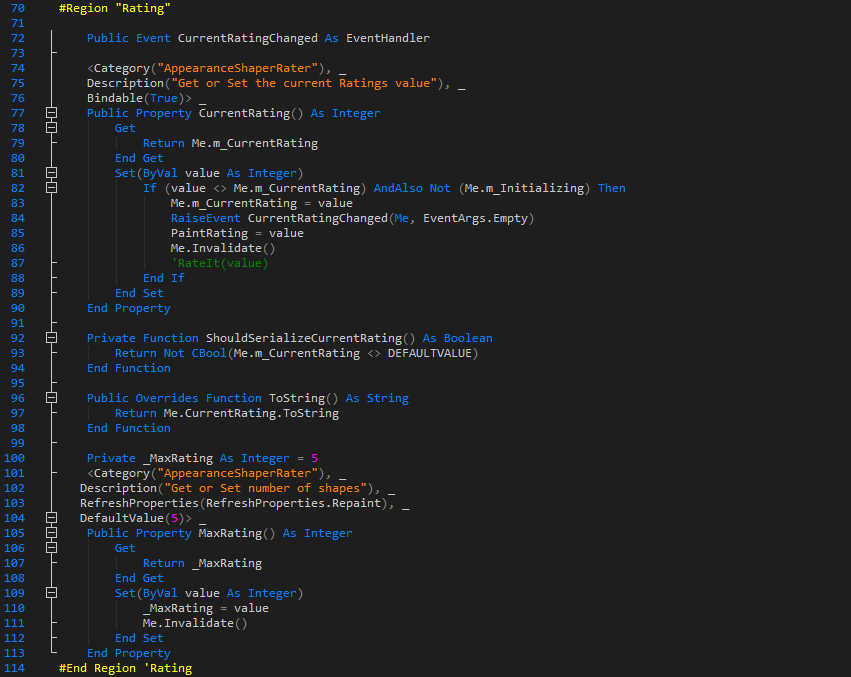 70 #Region "Rating"
71
72 Public Event CurrentRatingChanged As EventHandler
73
74 <Category("AppearanceShaperRater"), _
75 Description("Get or Set the current Ratings value"), _
76 Bindable(True)> _
77 Public Property CurrentRating() As Integer
78 Get
79 Return Me.m_CurrentRating
80 End Get
81 Set(ByVal value As Integer)
82 If (value <> Me.m_CurrentRating) AndAlso Not (Me.m_Initializing) Then
83 Me.m_CurrentRating = value
84 RaiseEvent CurrentRatingChanged(Me, EventArgs.Empty)
85 PaintRating = value
86 Me.Invalidate()
87 'RateIt(value)
88 End If
89 End Set
90 End Property
91
92 Private Function ShouldSerializeCurrentRating() As Boolean
93 Return Not CBool(Me.m_CurrentRating <> DEFAULTVALUE)
94 End Function
95
96 Public Overrides Function ToString() As String
97 Return Me.CurrentRating.ToString
98 End Function
99
100 Private _MaxRating As Integer = 5
101 <Category("AppearanceShaperRater"), _
102 Description("Get or Set number of shapes"), _
103 RefreshProperties(RefreshProperties.Repaint), _
104 DefaultValue(5)> _
105 Public Property MaxRating() As Integer
106 Get
107 Return _MaxRating
108 End Get
109 Set(ByVal value As Integer)
110 _MaxRating = value
111 Me.Invalidate()
112 End Set
113 End Property
114 #End Region 'Rating